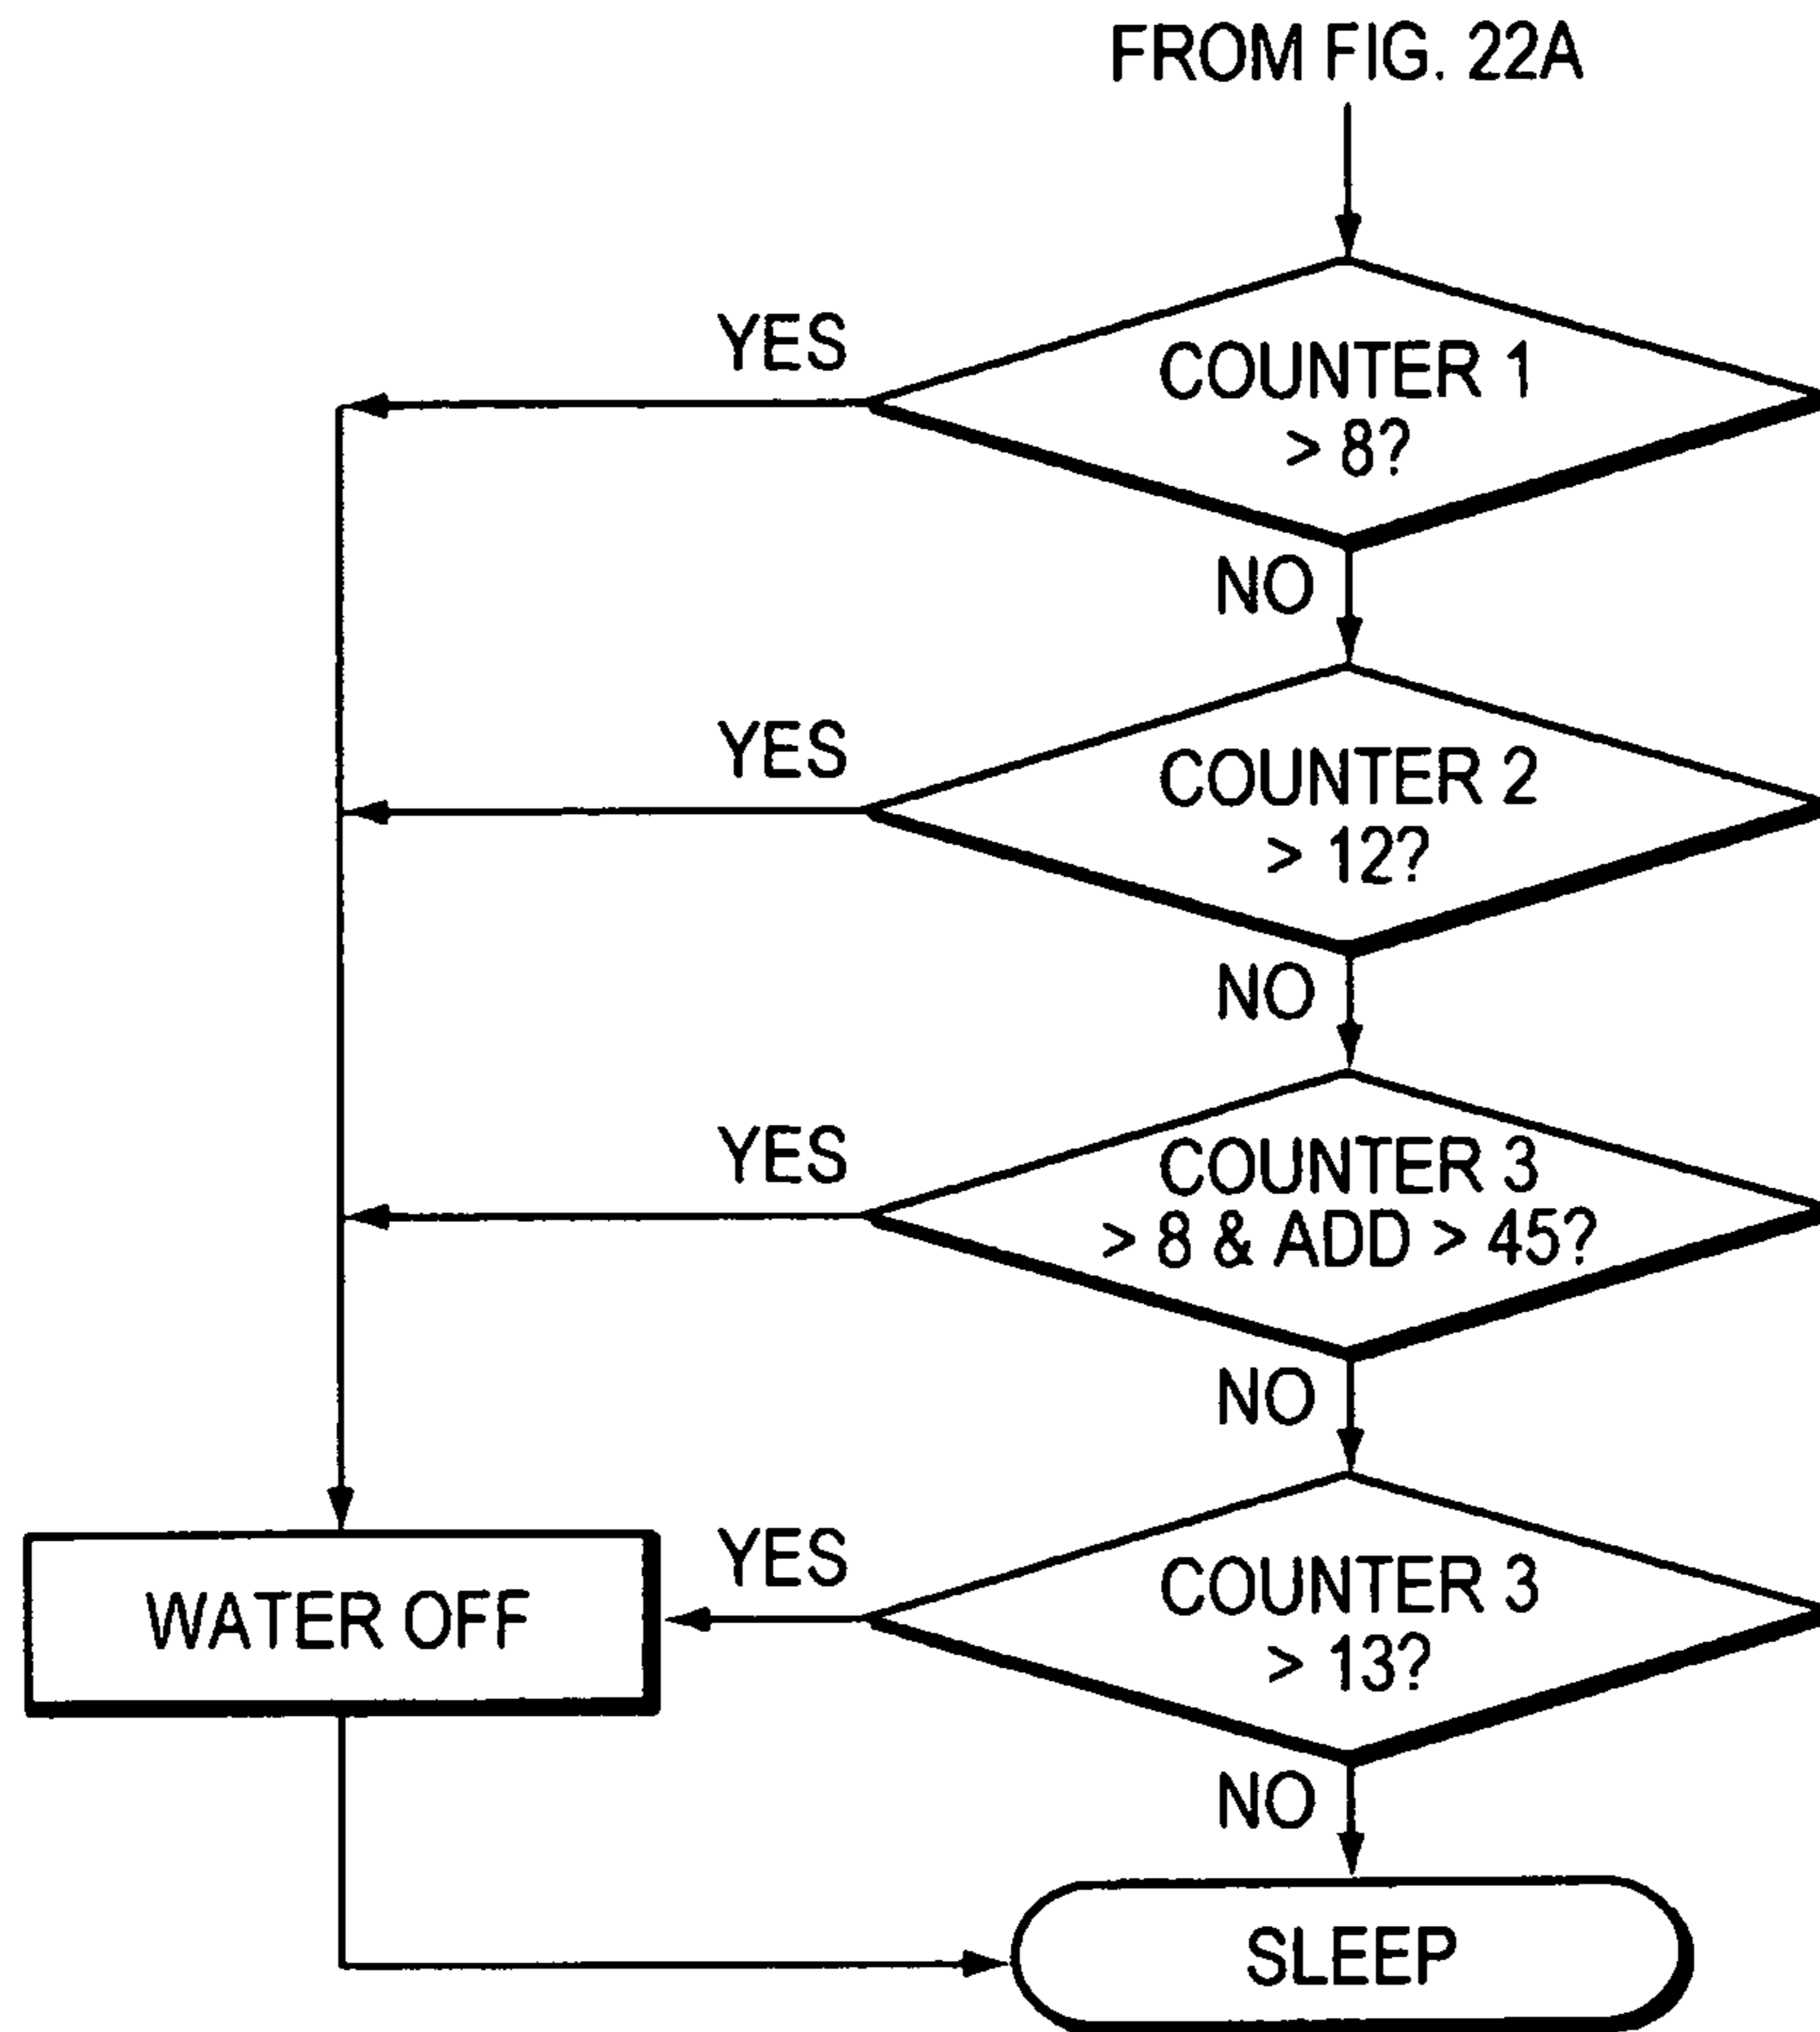 FROM FIG. 22A
YES
COUNTER 1
> 8?
NO
YES
COUNTER 2
> 12?
NO
YES
COUNTER 3
> 8 & ADD > 45?
NO
YES
COUNTER 3
> 13?
WATER OFF
NO
SLEEP